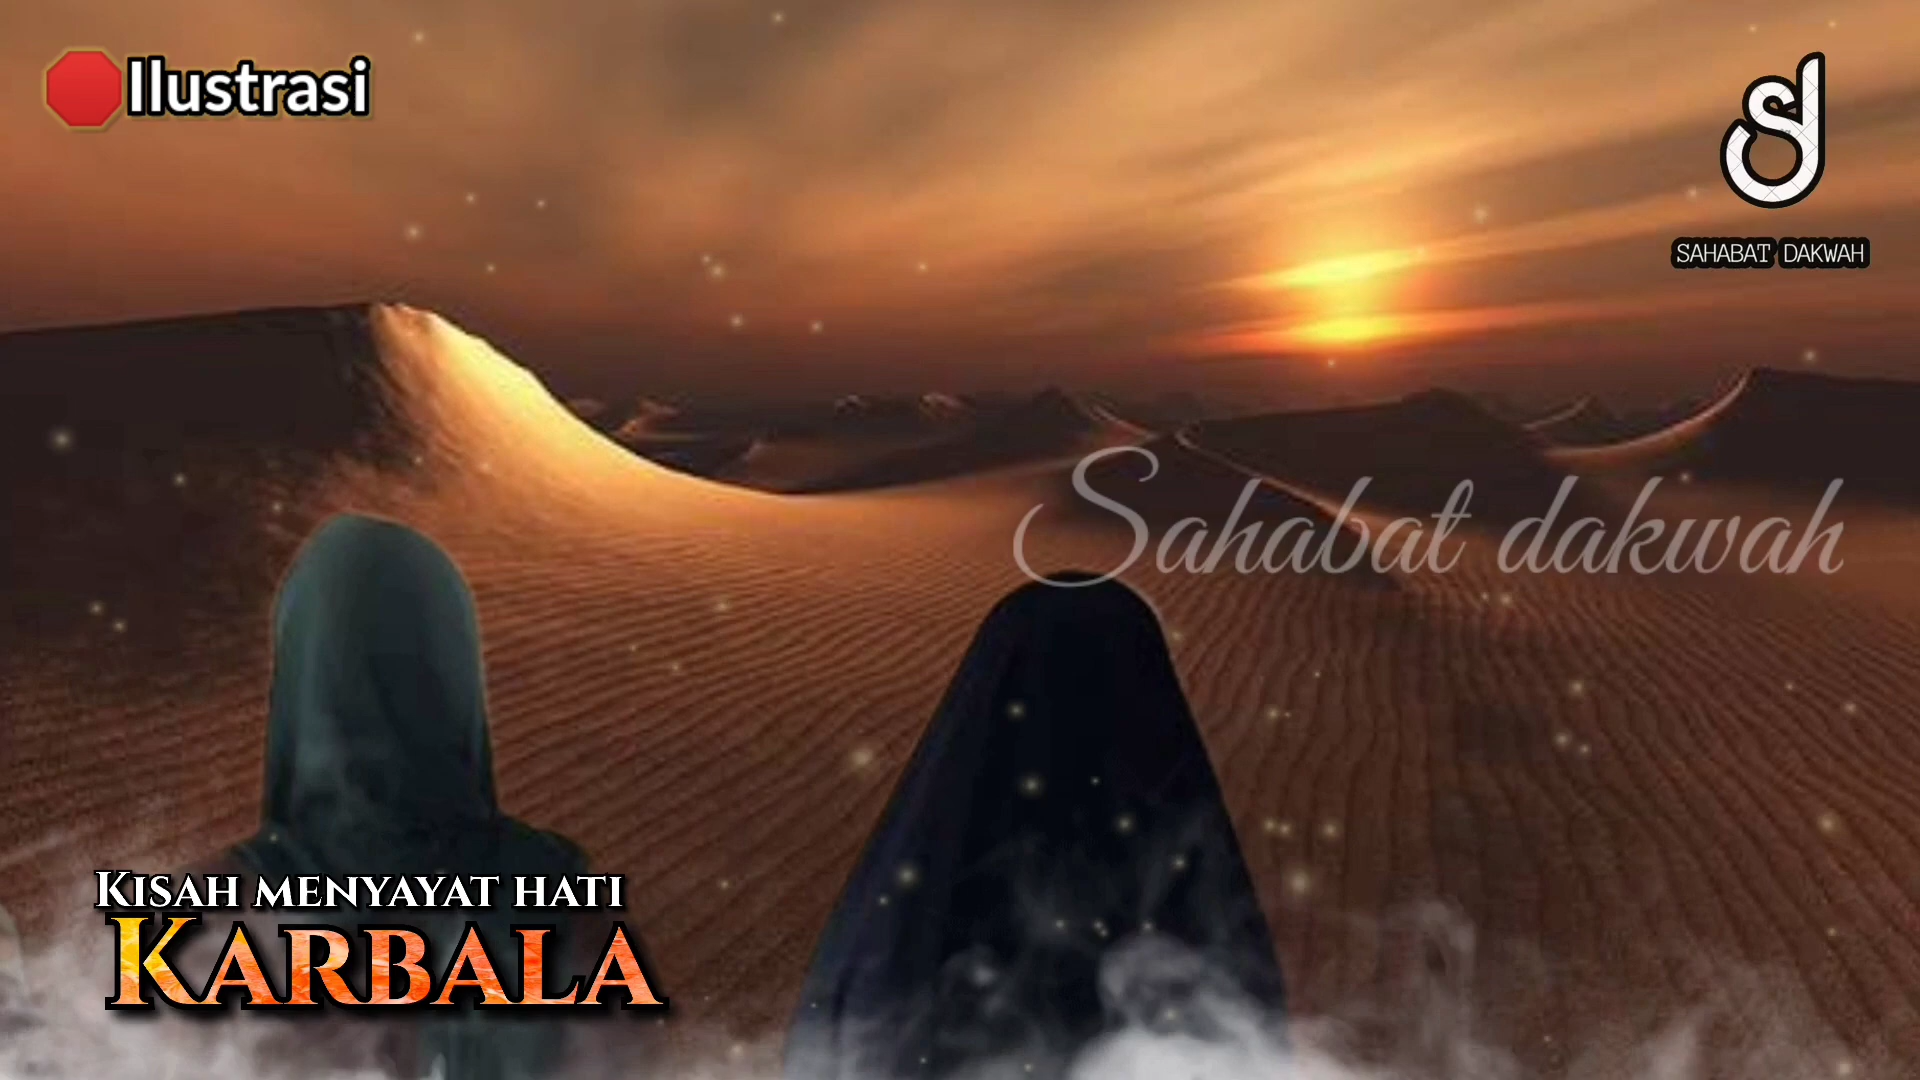 Ilustrasi
SAHABAT DAKWAH
Sahabat dakwah
KISAH MENYAYAT HATI
KARBALA